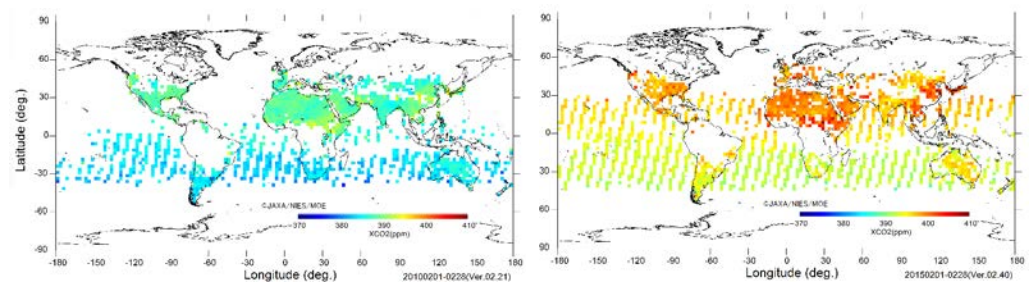 90
60
30
0
-30
-60
-90
Latitude (deg.)
©JAXA/NIES/MOE
370 380 390 400 410
XCO2(ppm)
-180 -150 -120 -90 -60 -30 0 30 60 90 120 150 180
Longitude (deg.)
20100201-0228(Ver.02.21)
90
60
30
0
-30
-60
-90
©JAXA/NIES/MOE
370 380 390 400 410
XCO2(ppm)
-180 -150 -120 -90 -60 -30 0 30 60 90 120 150 180
Longitude (deg.)
20150201-0228(Ver.02.40)